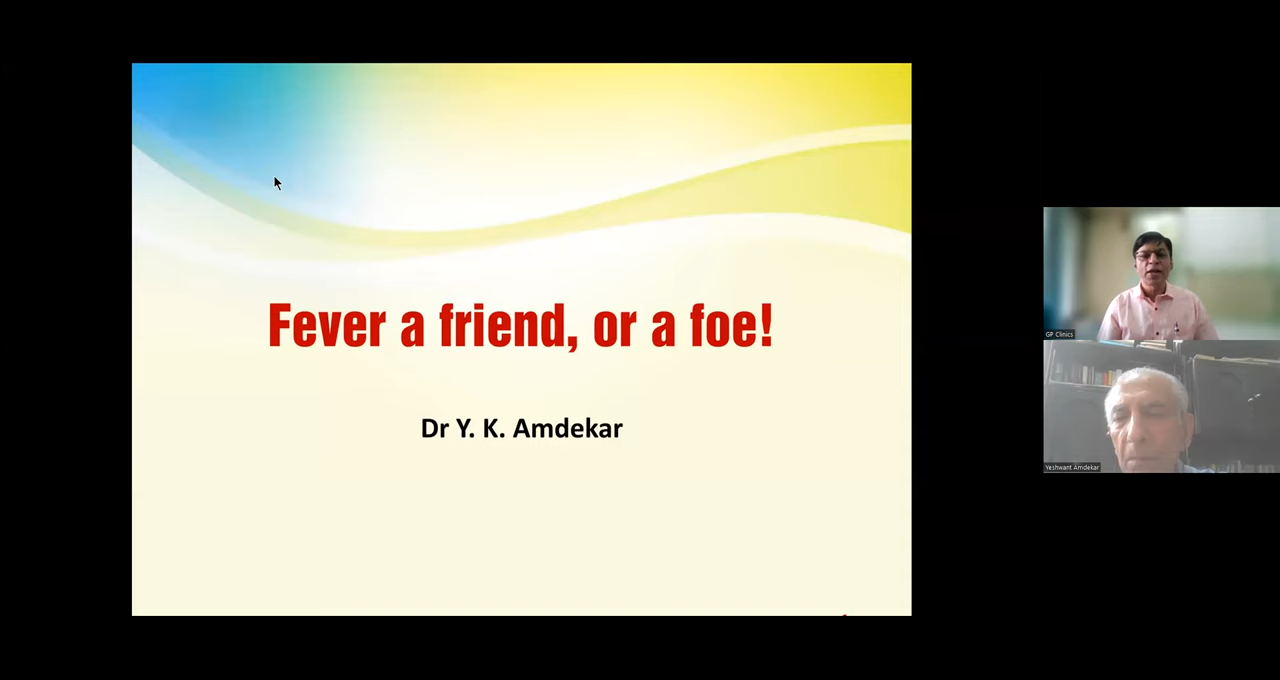 Fever a friend, or a foe!
Dr Y. K. Amdekar
GP Clinics
Yeshwant Amdekar